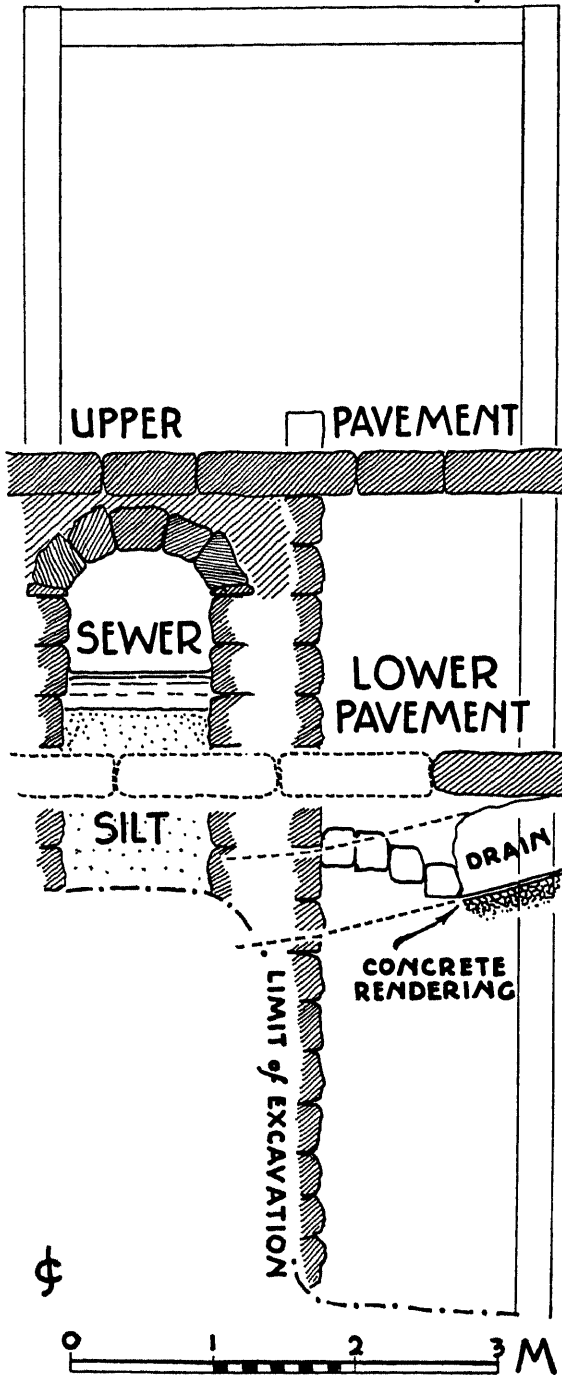 UPPER PAVEMENT
SEWER
LOWER
PAVEMENT
SILT
DRAIN
CONCRETE
RENDERING
LIMIT of EXCAVATION
0 1 2 3 M